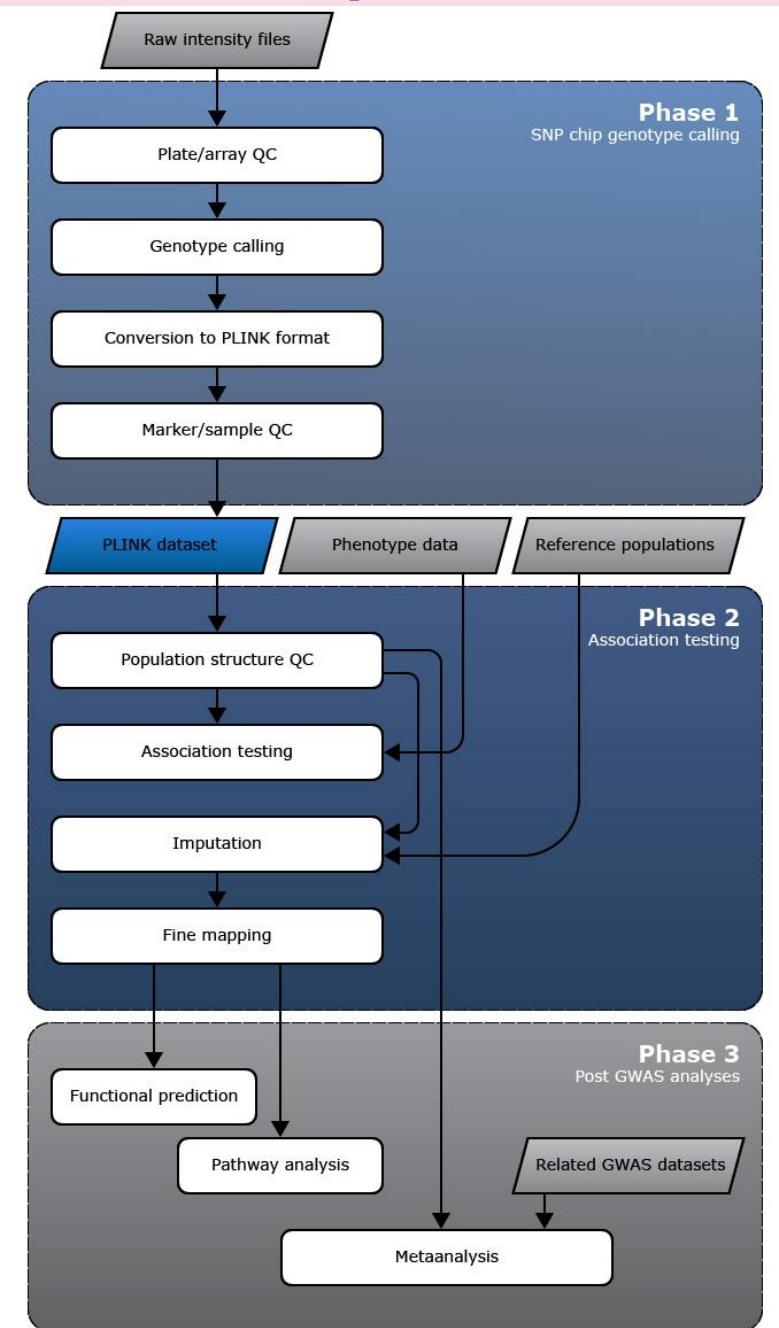 Raw intensity files
Phase 1
SNP chip genotype calling
Plate/array QC
Genotype calling
Conversion to PLINK format
Marker/sample QC
PLINK dataset
Phenotype data
Reference populations
Phase 2
Association testing
Population structure QC
Association testing
Imputation
Fine mapping
Phase 3
Post GWAS analyses
Functional prediction
Pathway analysis
Related GWAS datasets
Metaanalysis